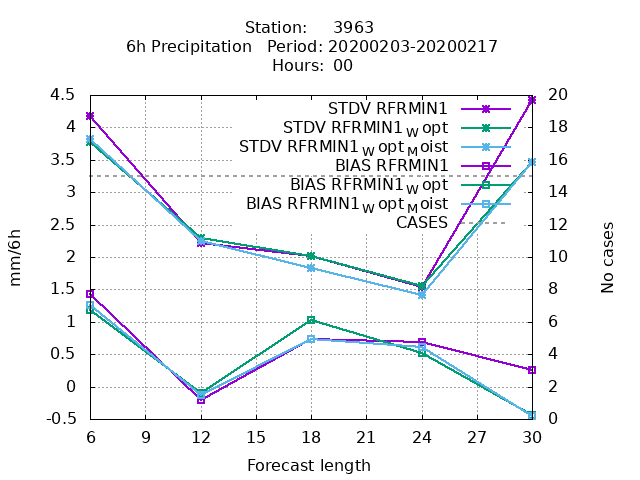 Station: 3963
6h Precipitation Period: 20200203-20200217
Hours: 00
4.5
4
3.5
3
2.5
2
1.5
1
0.5
0
-0.5
mm/6h
STDV RFRMIN1
STDV RFRMIN1_W opt
STDV RFRMIN1_W opt_M oist
BIAS RFRMIN1
BIAS RFRMIN1_W opt
BIAS RFRMIN1_W opt_M oist
CASES
20
18
16
14
12
10
8
6
4
2
0
No cases
6 9 12 15 18 21 24 27 30
Forecast length